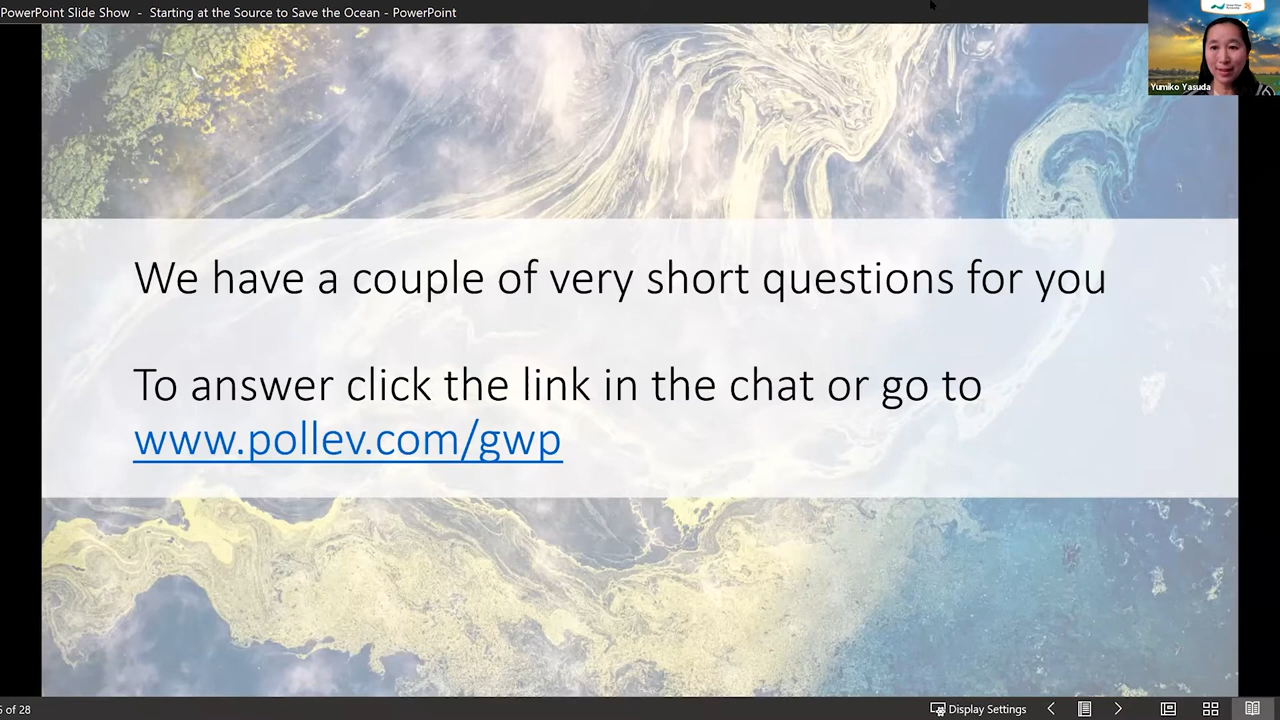 PowerPoint Slide Show - Starting at the Source to Save the Ocean - PowerPoint
Yumiko Yasuda
We have a couple of very short questions for you
To answer click the link in the chat or go to
www.pollev.com/gwp
of 28
Display Settings